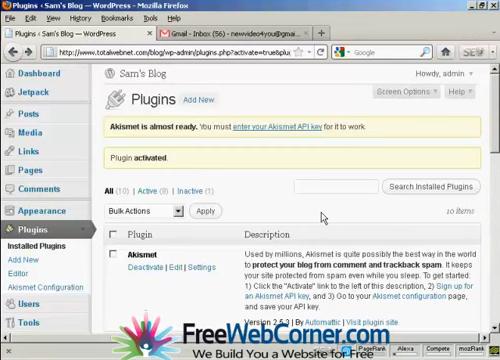 Plugins ‹ Sam's Blog — WordPress - Mozilla Firefox
File Edit View History Bookmarks Tools Help
Plugins ‹ Sam's Blog — WordPress
Gmail - Inbox (56) - newvideo4you@gmail...
http://www.totalwebnet.com/blog/wp-admin/plugins.php?activate=true&plu
Google
Dashboard
Jetpack
Posts
Media
Links
Pages
Comments
Appearance
Plugins
Installed Plugins
Add New
Editor
Akismet Configuration
Users
Tools
Sam's Blog
Howdy, admin
Screen Options
Help
Plugins Add New
Akismet is almost ready. You must enter your Akismet API key for it to work.
Plugin activated.
All (10) | Active (9) | Inactive (1)
Search Installed Plugins
Bulk Actions
Apply
10 items
Plugin
Description
Akismet
Deactivate | Edit | Settings
Used by millions, Akismet is quite possibly the best way in the world
to protect your blog from comment and trackback spam. It keeps
your site protected from spam even while you sleep. To get started:
1) Click the "Activate" link to the left of this description, 2) Sign up for
an Akismet API key, and 3) Go to your Akismet configuration page,
and save your API key.
Version 2.5.3 | By Automattic | Visit plugin site
FreeWebCorner.com
We Build You a Website for Free
PageRank
Alexa
Compete
mozRank